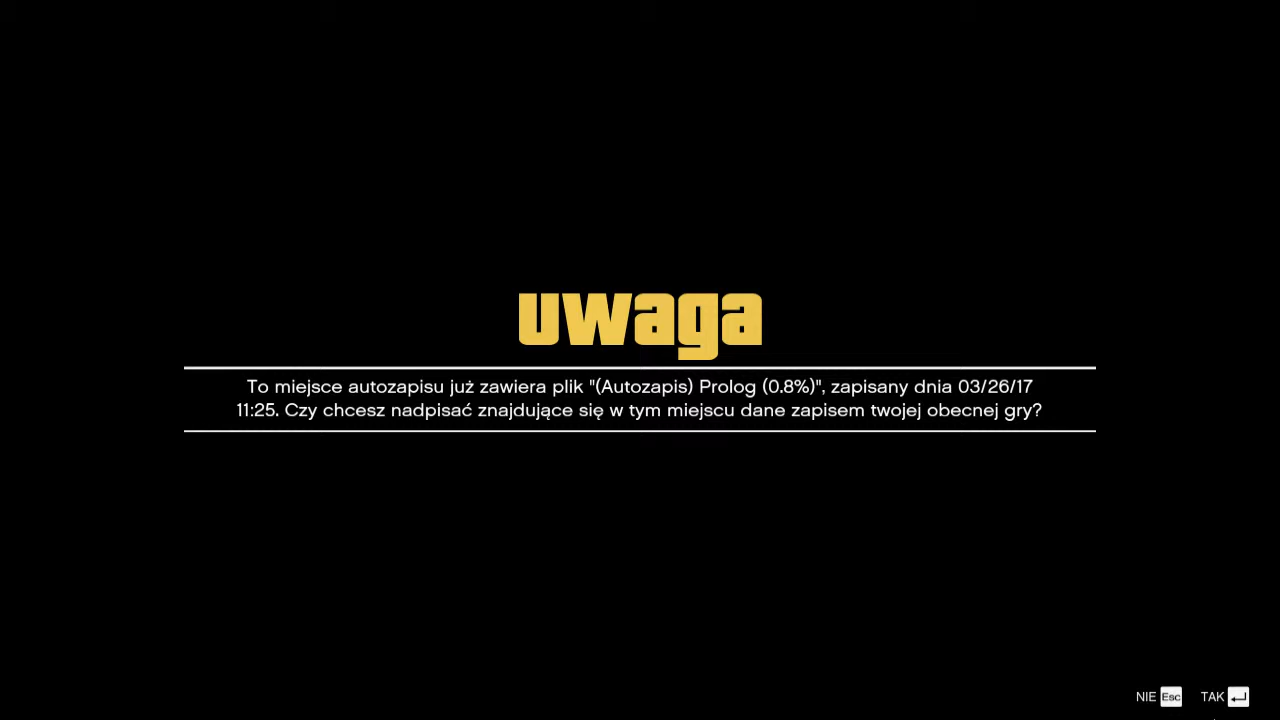 uwaga
To miejsce autozapisu już zawiera plik "(Autozapis) Prolog (0.8%)", zapisany dnia 03/26/17
11:25. Czy chcesz nadpisać znajdujące się w tym miejscu dane zapisem twojej obecnej gry?
NIE Esc TAK